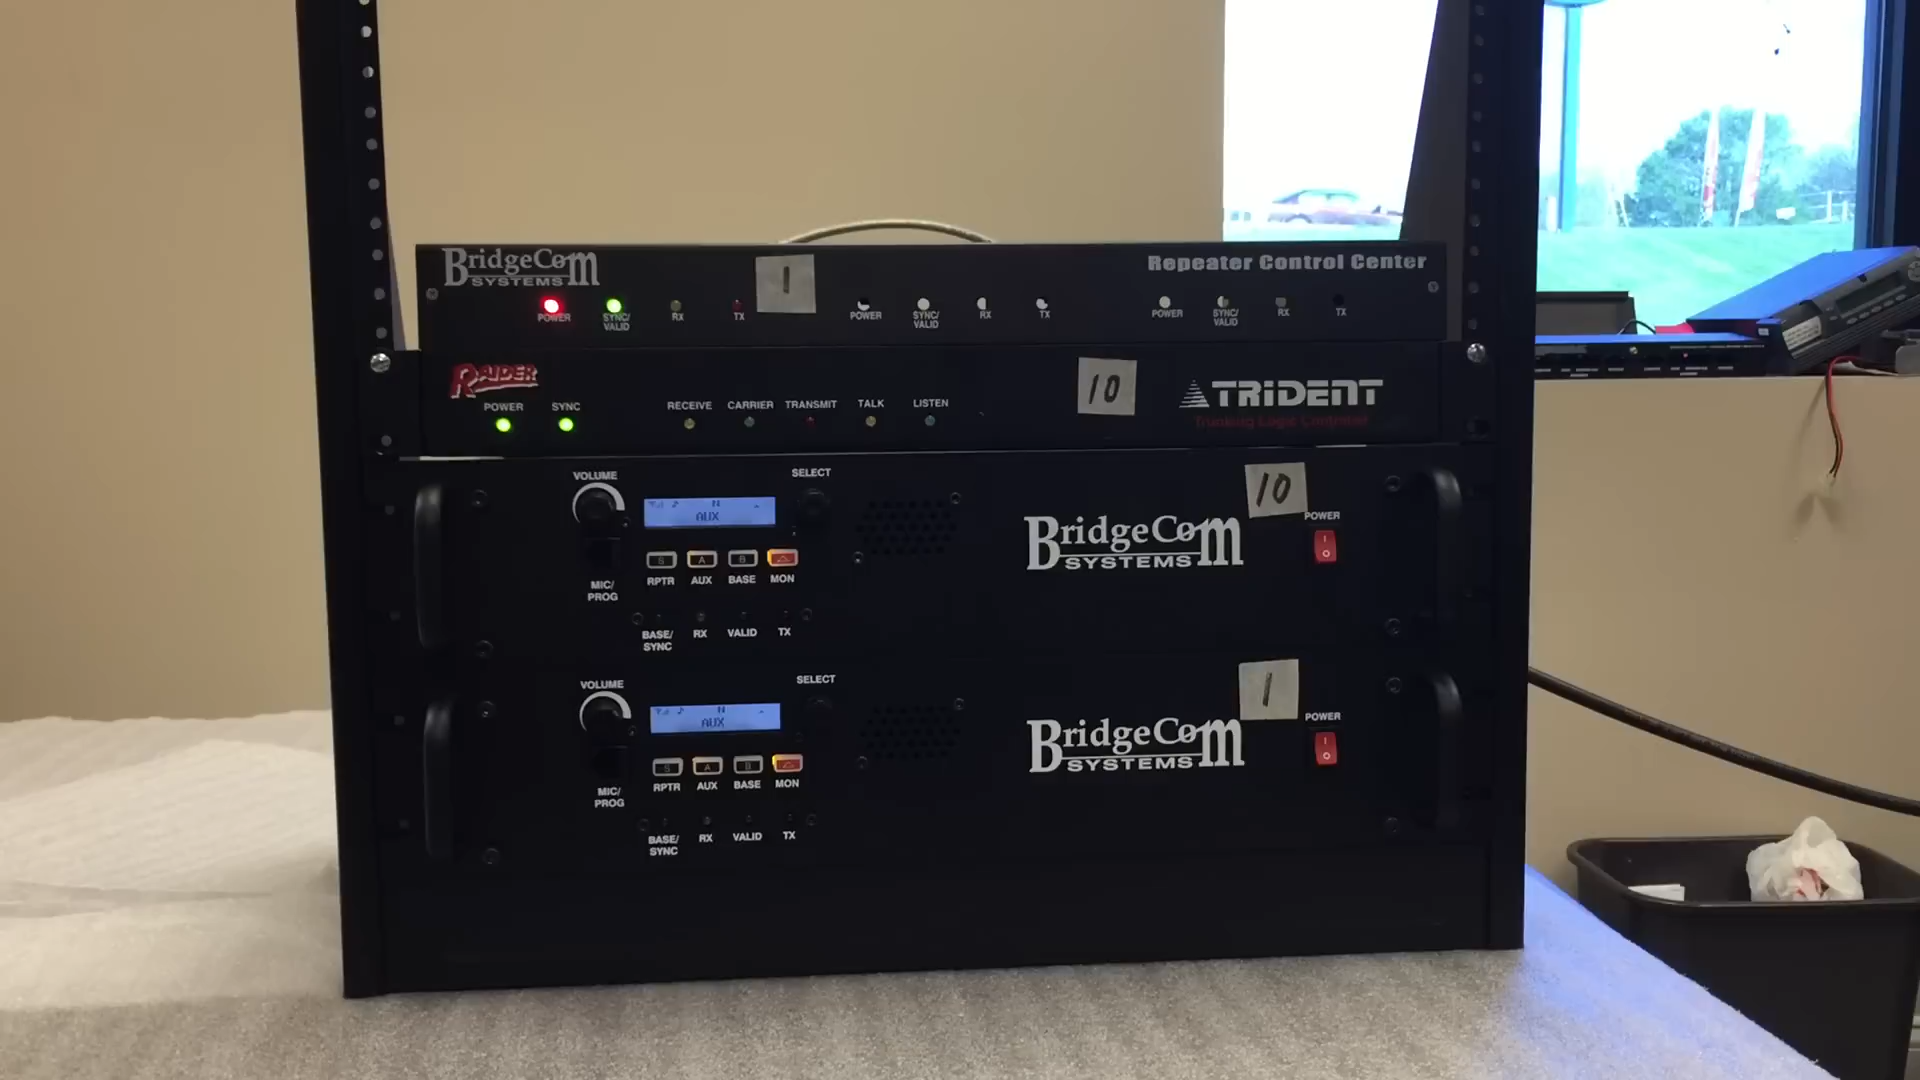 BridgeCom
SYSTEMS
1
Repeater Control Center
POWER
SYNC/
VALID
RX
TX
POWER
SYNC/
VALID
RX
TX
POWER
SYNC/
VALID
RX
TX
RAIDER
POWER
SYNC
RECEIVE
CARRIER
TRANSMIT
TALK
LISTEN
10
TRIDENT
Trunking Logic Controller
VOLUME
SELECT
AUX
S
A
B
RPTR
AUX
BASE
MON
MIC/
PROG
BASE/
SYNC
RX
VALID
TX
BridgeCom
SYSTEMS
10
POWER
VOLUME
SELECT
AUX
S
A
B
RPTR
AUX
BASE
MON
MIC/
PROG
BASE/
SYNC
RX
VALID
TX
BridgeCom
SYSTEMS
1
POWER